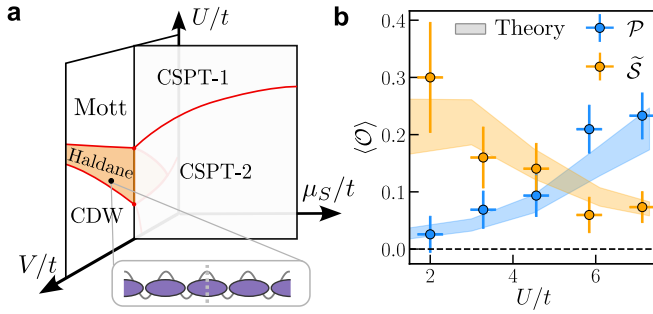 a
U/t
CSPT-1
Mott
Haldane
CSPT-2
μ_S/t
CDW
V/t
b
0.4
0.3
0.2
0.1
0.0
⟨O⟩
Theory
P
S̃
2
4
6
U/t